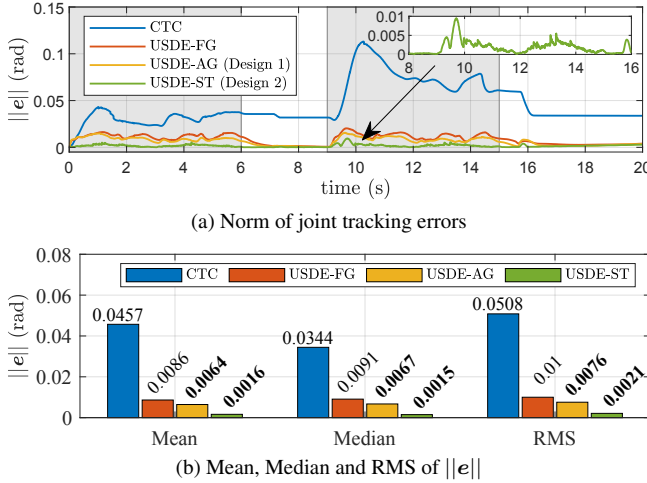 0.15
0.1
0.05
0
||e|| (rad)
CTC
USDE-FG
USDE-AG (Design 1)
USDE-ST (Design 2)
0.01
0.005
0
8 10 12 14 16
0 2 4 6 8 10 12 14 16 18 20
time (s)
(a) Norm of joint tracking errors
0.08
0.06
0.04
0.02
0
||e|| (rad)
CTC USDE-FG USDE-AG USDE-ST
0.0457 0.0086 0.0064 0.0016
0.0344 0.0091 0.0067 0.0015
0.0508 0.01 0.0076 0.0021
Mean Median RMS
(b) Mean, Median and RMS of ||e||